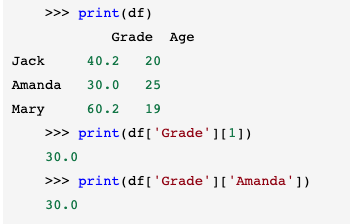 >>> print(df)
Grade Age
Jack 40.2 20
Amanda 30.0 25
Mary 60.2 19
>>> print(df['Grade'][1])
30.0
>>> print(df['Grade']['Amanda'])
30.0